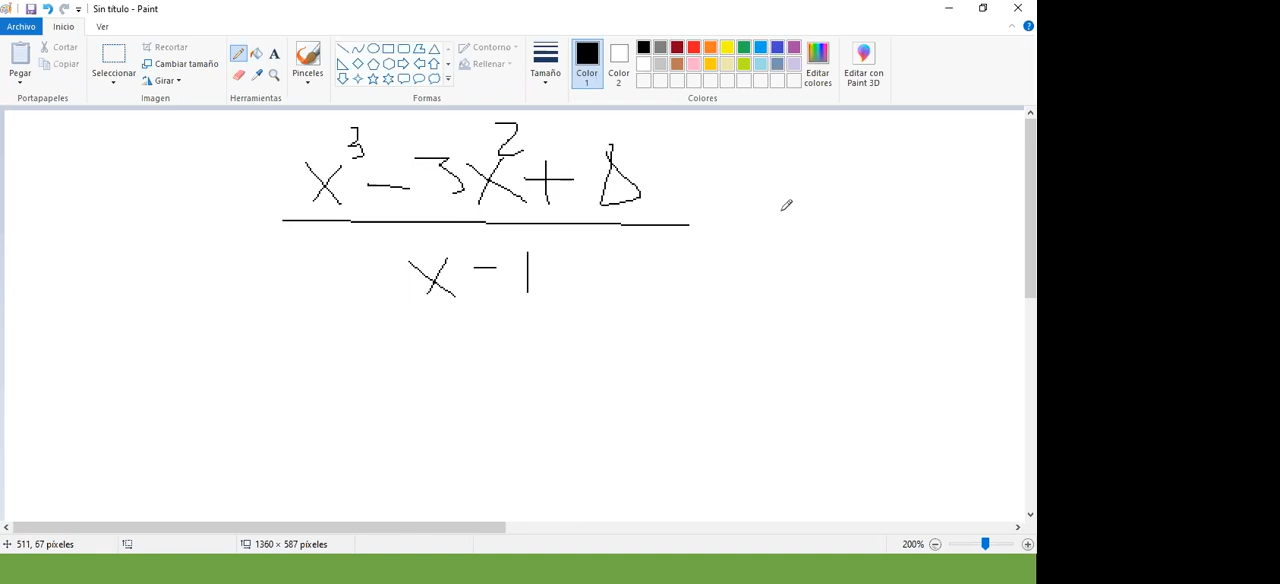 Sin título - Paint
Archivo Inicio Ver
Pegar
Cortar
Copiar
Portapapeles
Seleccionar
Recortar
Cambiar tamaño
Girar
Imagen
A
Herramientas
Pinceles
Contorno
Rellenar
Formas
Tamaño
Color 1
Color 2
Editar colores
Colores
Editar con Paint 3D
x³ - 3x² + Δ
x - 1
511, 67 píxeles
1360 × 587 píxeles
200%